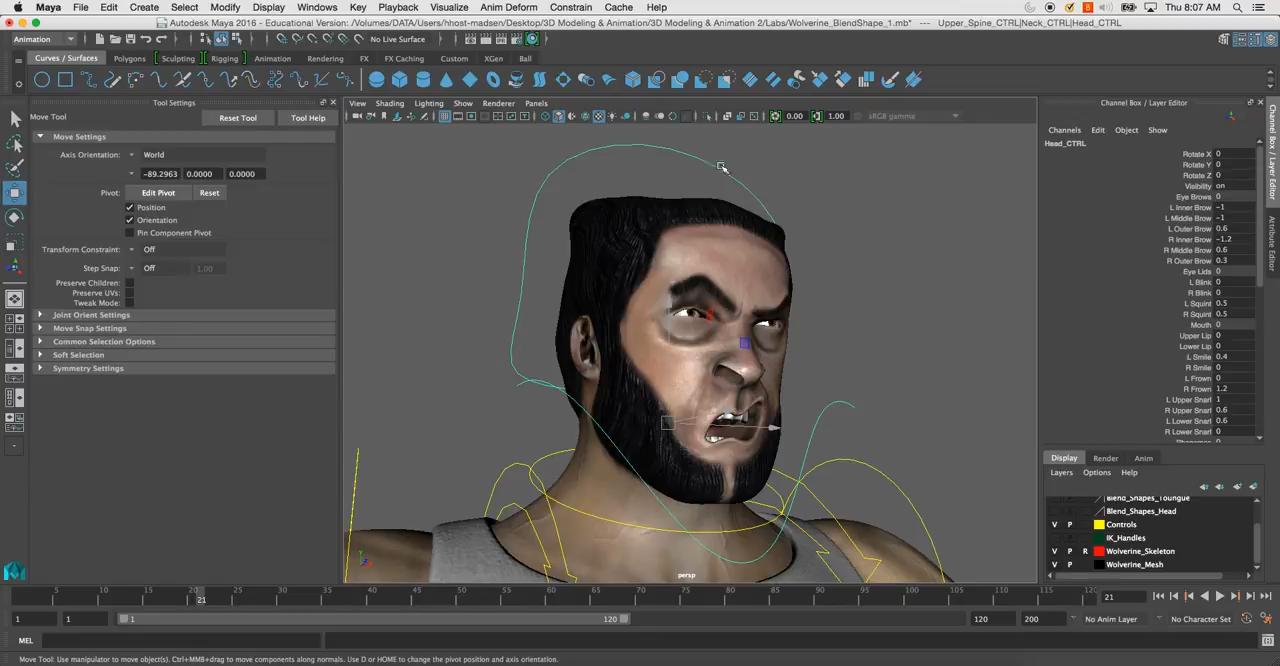 Maya File Edit Create Select Modify Display Windows Key Playback Visualize Anim Deform Constrain Cache Help
Thu 8:07 AM
Autodesk Maya 2016 - Educational Version: /Volumes/DATA/Users/hhost-madsen/Desktop/3D Modeling & Animation/3D Modeling & Animation 2/Labs/Wolverine_BlendShape_1.mb* --- Upper_Spine_CTRL|Neck_CTRL|Head_CTRL
Animation
No Live Surface
Curves / Surfaces Polygons Sculpting Rigging Animation Rendering FX FX Caching Custom XGen Ball
Tool Settings
Move Tool Reset Tool Tool Help
Move Settings
Axis Orientation: World
-89.2963 0.0000 0.0000
Pivot: Edit Pivot Reset
Position
Orientation
Pin Component Pivot
Transform Constraint: Off
Step Snap: Off 1.00
Preserve Children:
Preserve UVs:
Tweak Mode:
Joint Orient Settings
Move Snap Settings
Common Selection Options
Soft Selection
Symmetry Settings
View Shading Lighting Show Renderer Panels
0.00 1.00 sRGB gamma
persp
Channel Box / Layer Editor
Channels Edit Object Show
Head_CTRL
Rotate X 0
Rotate Y 0
Rotate Z 0
Visibility on
Eye Brows 0
L Inner Brow -1
L Middle Brow -1
L Outer Brow 0.6
R Inner Brow -1.2
R Middle Brow 0.6
R Outer Brow 0.3
Eye Lids 0
L Blink 0
R Blink 0
L Squint 0.5
R Squint 0.5
Mouth 0
Upper Lip 0
Lower Lip 0
L Smile 0.4
R Smile 0
L Frown 0
R Frown 1.2
L Upper Snarl 1
R Upper Snarl 0.6
L Lower Snarl 0.6
R Lower Snarl 0
Channel Box / Layer Editor
Attribute Editor
Display Render Anim
Layers Options Help
Blend_Shapes_Toungue
Blend_Shapes_Head
V P Controls
IK_Handles
V P R Wolverine_Skeleton
V P Wolverine_Mesh
5 10 15 20 25 30 35 40 45 50 55 60 65 70 75 80 85 90 95 100 105 110 115 120
21
21
1 1 1 120 120 200 No Anim Layer No Character Set
MEL
Move Tool: Use manipulator to move object(s). Ctrl+MMB+drag to move components along normals. Use D or HOME to change the pivot position and axis orientation.